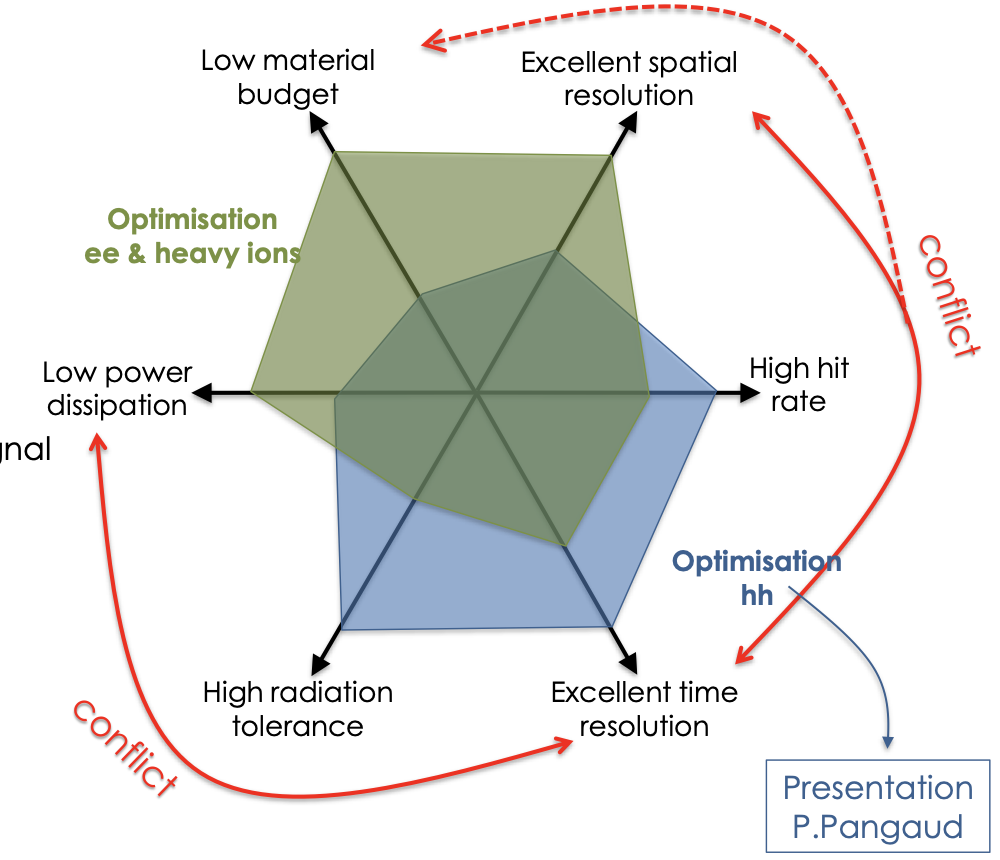 Low material
budget
Excellent spatial
resolution
Optimisation
ee & heavy ions
conflict
High hit
rate
Low power
dissipation
gnal
Optimisation
hh
High radiation
tolerance
Excellent time
resolution
conflict
Presentation
P.Pangaud